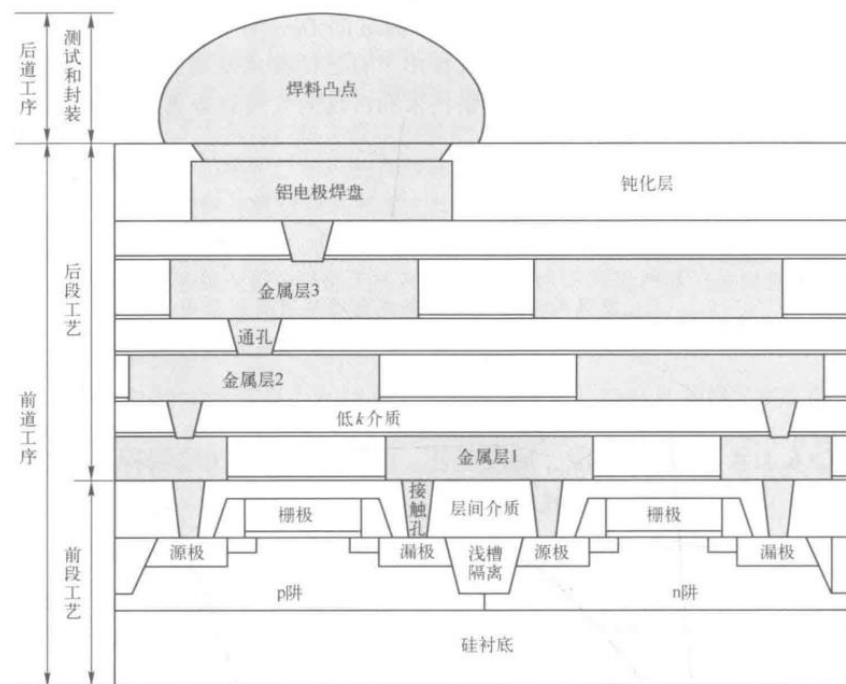 后道工序
测试和封装
焊料凸点
铝电极焊盘
钝化层
后段工艺
金属层3
通孔
金属层2
低k介质
前道工序
金属层1
接触孔
层间介质
栅极
栅极
源极
漏极
浅槽
隔离
源极
漏极
前段工艺
p阱
n阱
硅衬底